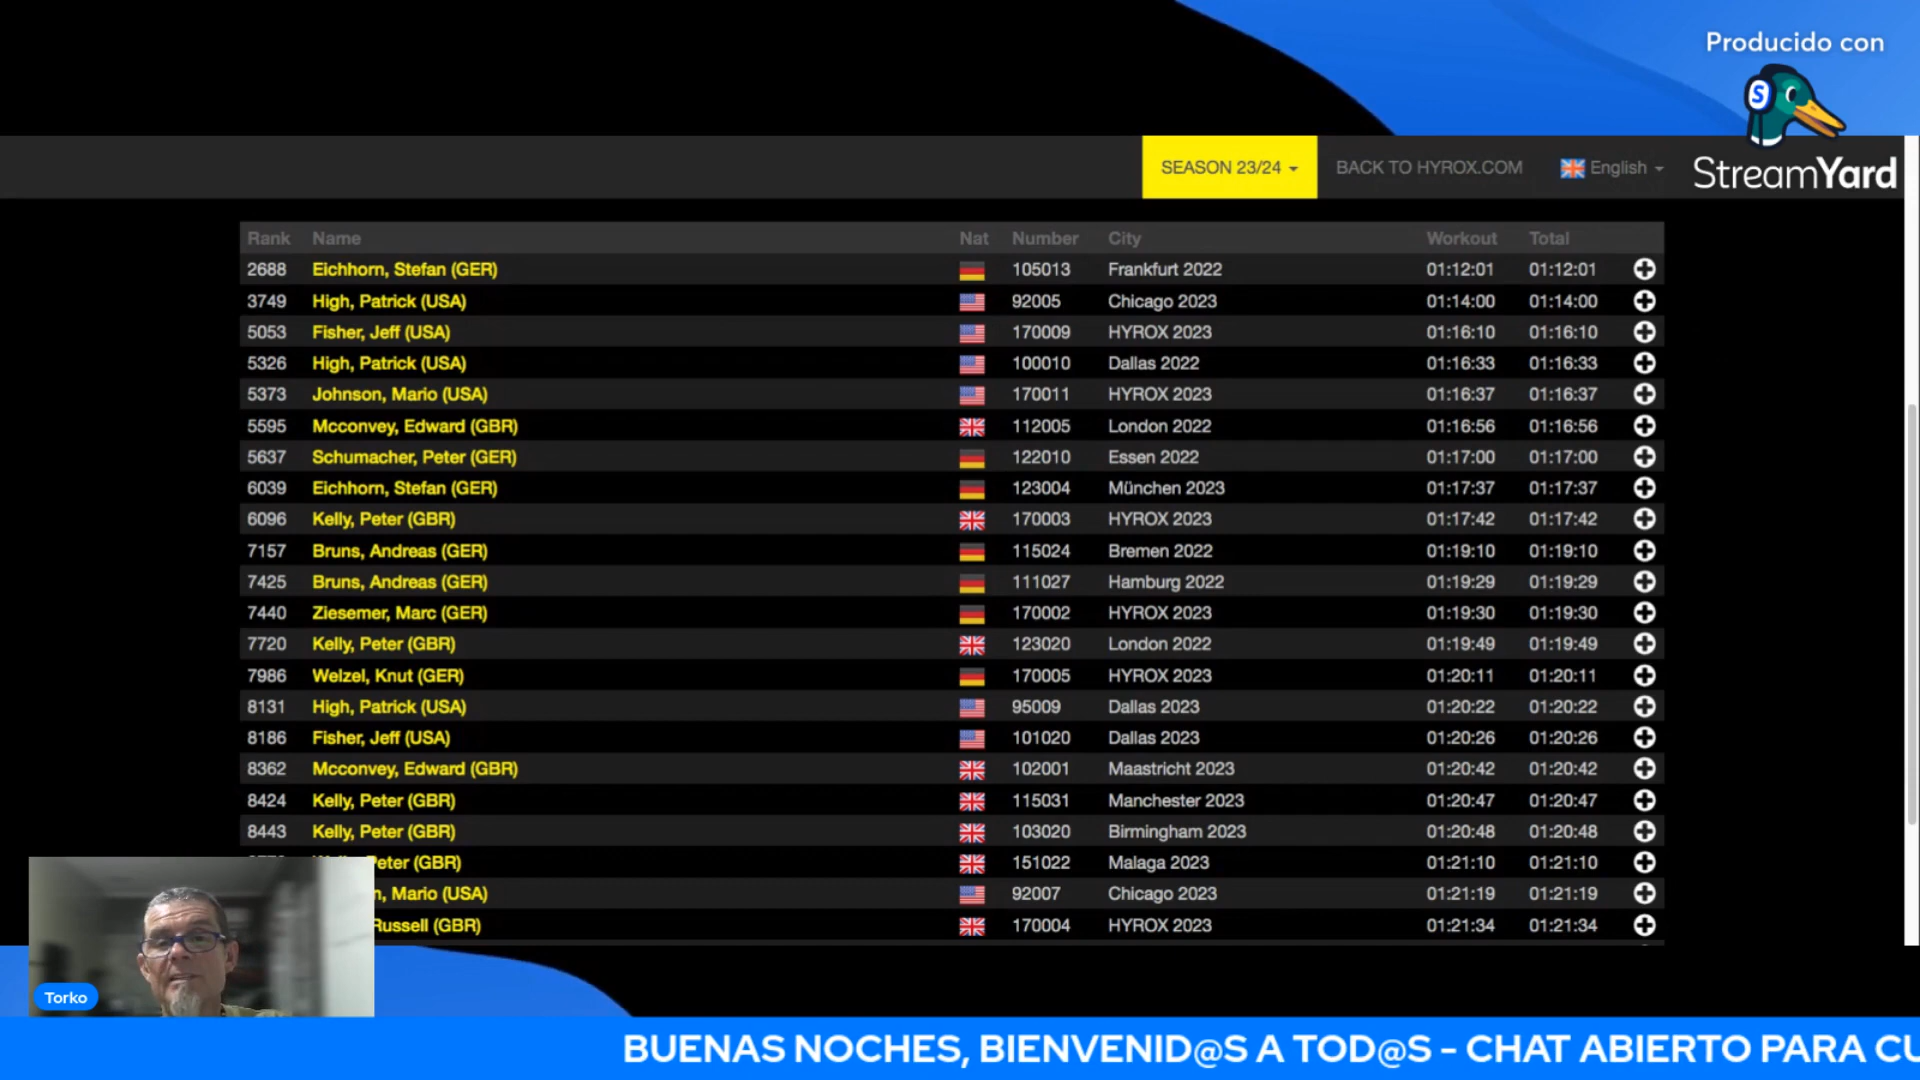 Producido con
StreamYard
SEASON 23/24 BACK TO HYROX.COM English
Rank Name Nat Number City Workout Total
2688 Eichhorn, Stefan (GER) 105013 Frankfurt 2022 01:12:01 01:12:01
3749 High, Patrick (USA) 92005 Chicago 2023 01:14:00 01:14:00
5053 Fisher, Jeff (USA) 170009 HYROX 2023 01:16:10 01:16:10
5326 High, Patrick (USA) 100010 Dallas 2022 01:16:33 01:16:33
5373 Johnson, Mario (USA) 170011 HYROX 2023 01:16:37 01:16:37
5595 Mcconvey, Edward (GBR) 112005 London 2022 01:16:56 01:16:56
5637 Schumacher, Peter (GER) 122010 Essen 2022 01:17:00 01:17:00
6039 Eichhorn, Stefan (GER) 123004 München 2023 01:17:37 01:17:37
6096 Kelly, Peter (GBR) 170003 HYROX 2023 01:17:42 01:17:42
7157 Bruns, Andreas (GER) 115024 Bremen 2022 01:19:10 01:19:10
7425 Bruns, Andreas (GER) 111027 Hamburg 2022 01:19:29 01:19:29
7440 Ziesemer, Marc (GER) 170002 HYROX 2023 01:19:30 01:19:30
7720 Kelly, Peter (GBR) 123020 London 2022 01:19:49 01:19:49
7986 Welzel, Knut (GER) 170005 HYROX 2023 01:20:11 01:20:11
8131 High, Patrick (USA) 95009 Dallas 2023 01:20:22 01:20:22
8186 Fisher, Jeff (USA) 101020 Dallas 2023 01:20:26 01:20:26
8362 Mcconvey, Edward (GBR) 102001 Maastricht 2023 01:20:42 01:20:42
8424 Kelly, Peter (GBR) 115031 Manchester 2023 01:20:47 01:20:47
8443 Kelly, Peter (GBR) 103020 Birmingham 2023 01:20:48 01:20:48
Peter (GBR) 151022 Malaga 2023 01:21:10 01:21:10
n, Mario (USA) 92007 Chicago 2023 01:21:19 01:21:19
Russell (GBR) 170004 HYROX 2023 01:21:34 01:21:34
Torko
BUENAS NOCHES, BIENVENID@S A TOD@S - CHAT ABIERTO PARA CU